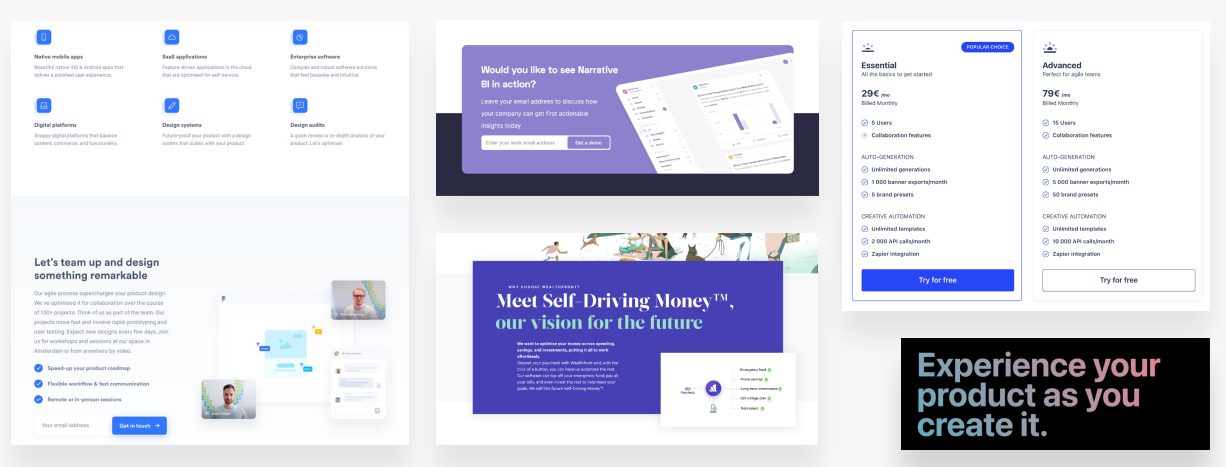 Native mobile apps
Beautiful native iOS & Android apps that
deliver a polished user experience.
SaaS applications
Feature-driven applications in the cloud
that are optimised for self-service.
Enterprise software
Complex and robust software solutions
that feel bespoke and intuitive.
Digital platforms
Snappy digital platforms that balance
content, commerce, and functionality.
Design systems
Future-proof your product with a design
system that scales with your product.
Design audits
A quick review or in-depth analysis of your
product. Let's optimise!
Let's team up and design
something remarkable
Our agile process supercharges your product design.
We've optimised it for collaboration over the course
of 130+ projects. Think of us as part of the team. Our
projects move fast and involve rapid-prototyping and
user testing. Expect new designs every few days. Join
us for workshops and sessions at our space in
Amsterdam or from anywhere by video.
Speed-up your product roadmap
Flexible workflow & fast communication
Remote or in-person sessions
Your email address
Get in touch →
Would you like to see Narrative
BI in action?
Leave your email address to discuss how
your company can get first actionable
insights today
Enter your work email address
Get a demo
WHY CHOOSE WEALTHFRONT?
Meet Self-Driving Money™,
our vision for the future
We want to optimize your money across spending,
savings, and investments, putting it all to work
effortlessly.
Deposit your paycheck with Wealthfront and, with the
click of a button, you can have us automate the rest.
Our software can top off your emergency fund, pay all
your bills, and even invest the rest to help meet your
goals. We call this future Self-Driving Money™.
Paycheck
Bills
Emergency fund
Home savings
Long-term investments
529 college plan
Retirement
POPULAR CHOICE
Essential
All the basics to get started
29€ /mo
Billed Monthly
5 Users
Collaboration features
AUTO-GENERATION
Unlimited generations
1 000 banner exports/month
5 brand presets
CREATIVE AUTOMATION
Unlimited templates
2 000 API calls/month
Zapier integration
Try for free
Advanced
Perfect for agile teams
79€ /mo
Billed Monthly
15 Users
Collaboration features
AUTO-GENERATION
Unlimited generations
5 000 banner exports/month
50 brand presets
CREATIVE AUTOMATION
Unlimited templates
10 000 API calls/month
Zapier integration
Try for free
Experience your
product as you
create it.